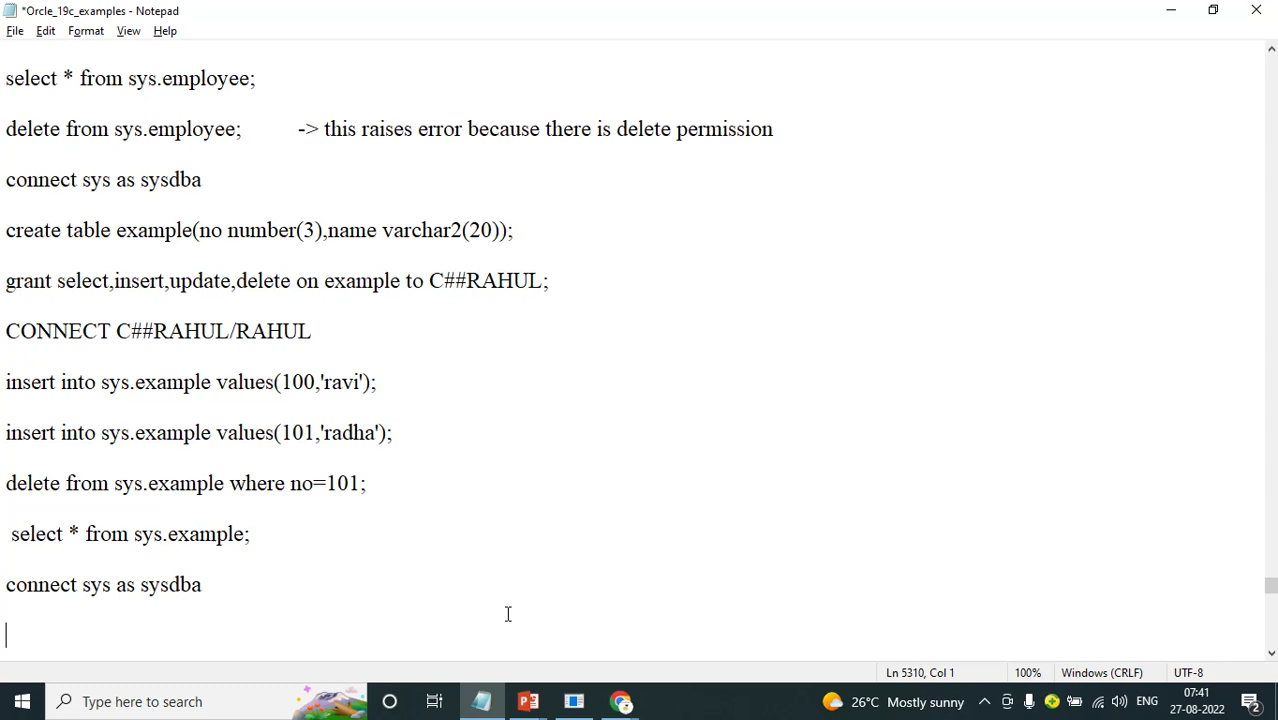 *Orcle_19c_examples - Notepad
File Edit Format View Help
select * from sys.employee;
delete from sys.employee; -> this raises error because there is delete permission
connect sys as sysdba
create table example(no number(3),name varchar2(20));
grant select,insert,update,delete on example to C##RAHUL;
CONNECT C##RAHUL/RAHUL
insert into sys.example values(100,'ravi');
insert into sys.example values(101,'radha');
delete from sys.example where no=101;
select * from sys.example;
connect sys as sysdba
Ln 5310, Col 1 100% Windows (CRLF) UTF-8
Type here to search 26°C Mostly sunny ENG 07:41
27-08-2022 2